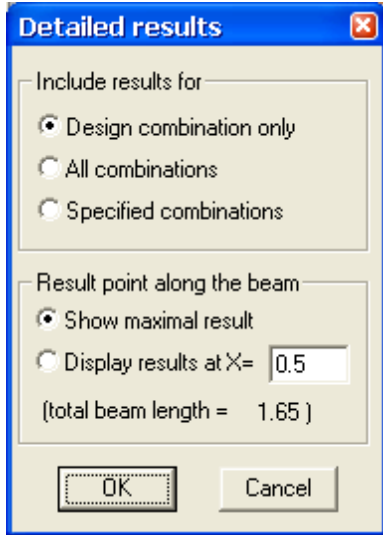 Detailed results
Include results for
Design combination only
All combinations
Specified combinations
Result point along the beam
Show maximal result
Display results at X= 0.5
(total beam length = 1.65 )
OK Cancel